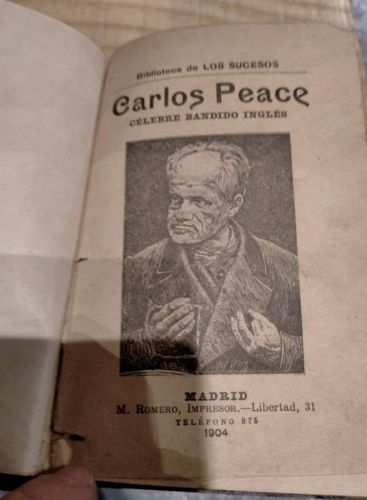 Biblioteca de LOS SUCESOS
Carlos Peace
CÉLEBRE BANDIDO INGLÉS
MADRID
M. ROMERO, IMPRESOR.—Libertad, 31
TELÉFONO 875
1904